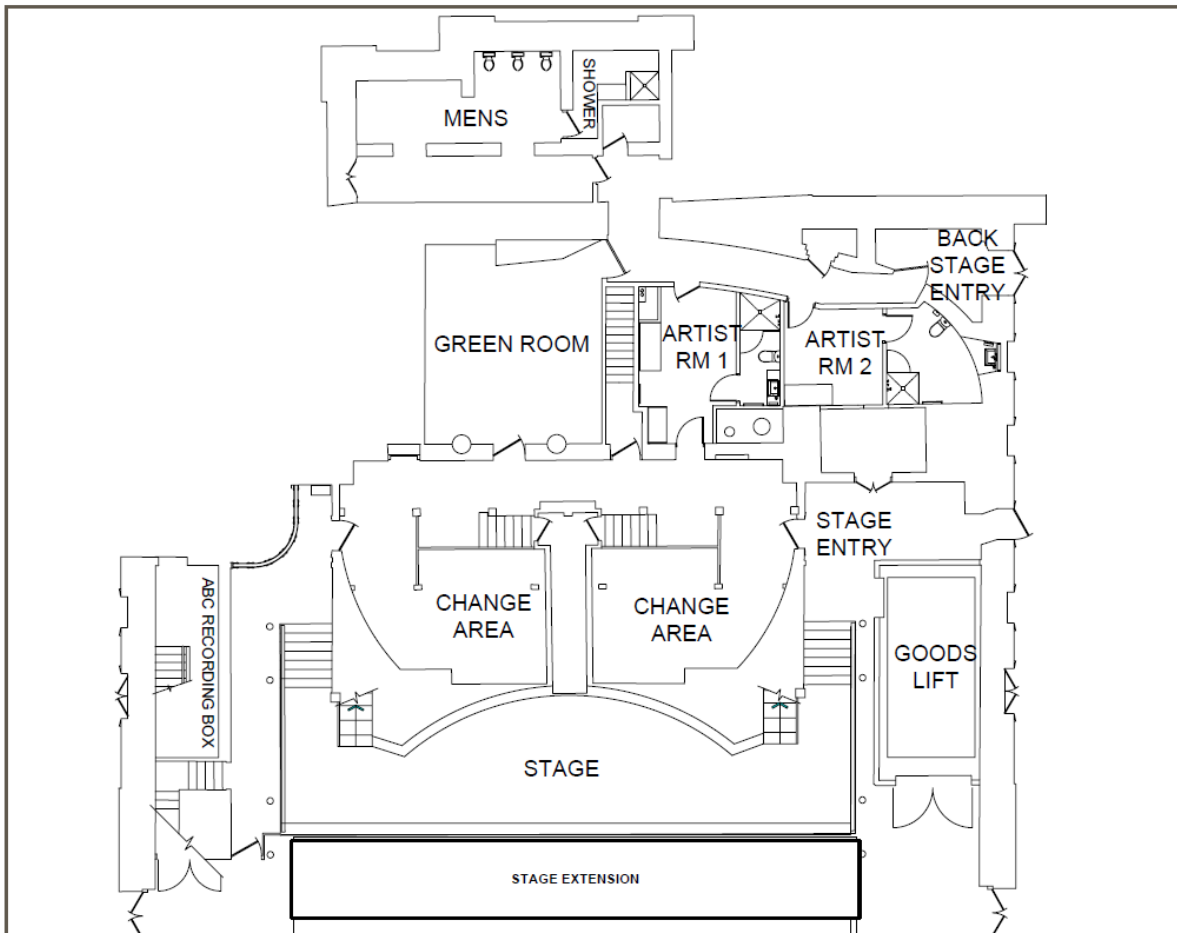 SHOWER
MENS
BACK
STAGE
ENTRY
GREEN ROOM
ARTIST
RM 1
ARTIST
RM 2
STAGE
ENTRY
ABC RECORDING BOX
CHANGE
AREA
CHANGE
AREA
GOODS
LIFT
STAGE
STAGE EXTENSION